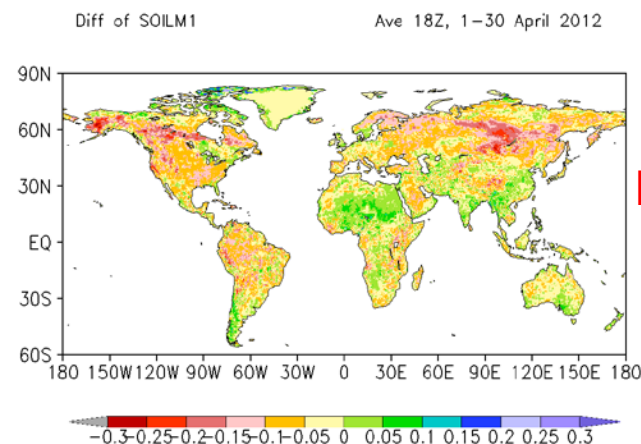 Diff of SOILM1 Ave 18Z, 1–30 April 2012
90N
60N
30N
EQ
30S
60S
180 150W 120W 90W 60W 30W 0 30E 60E 90E 120E 150E 180
-0.3 -0.25 -0.2 -0.15 -0.1 -0.05 0 0.05 0.1 0.15 0.2 0.25 0.3